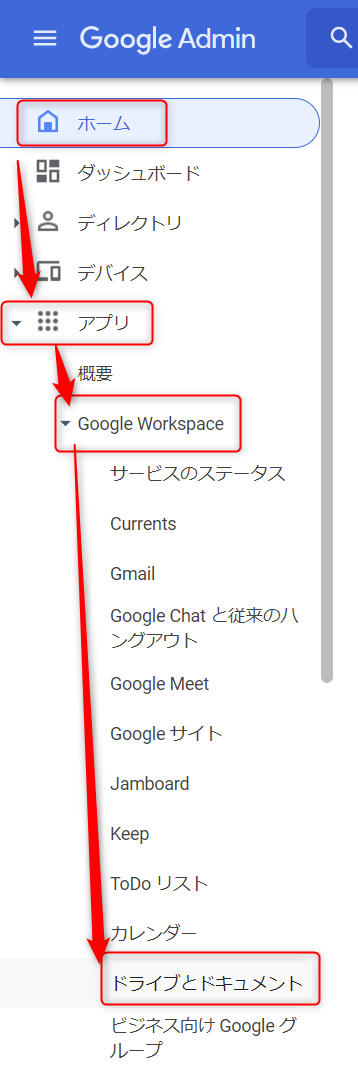 Google Admin
ホーム
ダッシュボード
ディレクトリ
デバイス
アプリ
概要
Google Workspace
サービスのステータス
Currents
Gmail
Google Chat と従来のハ
ングアウト
Google Meet
Google サイト
Jamboard
Keep
ToDo リスト
カレンダー
ドライブとドキュメント
ビジネス向け Google グ
ループ